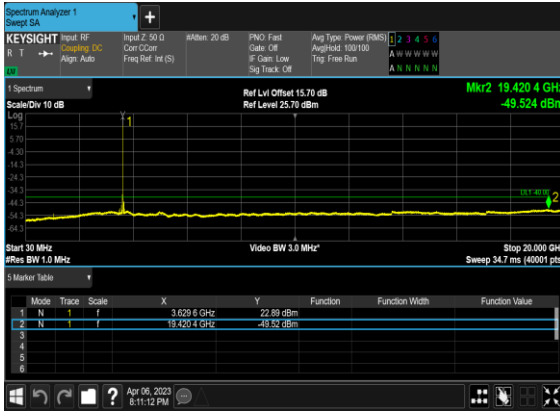 Spectrum Analyzer 1
Swept SA
+
KEYSIGHT Input: RF Input Z: 50 Ω #Atten: 20 dB PNO: Fast Avg Type: Power (RMS) 1 2 3 4 5 6
R T Coupling: DC Corr CCorr Gate: Off Avg|Hold: 100/100 A W W W W W
Align: Auto Freq Ref: Int (S) IF Gain: Low Trig: Free Run
Sig Track: Off A N N N N N
1 Spectrum Ref Lvl Offset 15.70 dB Mkr2 19.420 4 GHz
Scale/Div 10 dB Ref Level 25.70 dBm -49.524 dBm
Log
15.7
5.70
-4.30
-14.3
-24.3
-34.3
-44.3
-54.3
-64.3
1
DL1 -40.00
2
Start 30 MHz Video BW 3.0 MHz* Stop 20.000 GH
#Res BW 1.0 MHz Sweep 34.7 ms (40001 pts
5 Marker Table
Mode Trace Scale X Y Function Function Width Function Value
1 N 1 f 3.629 6 GHz 22.89 dBm
2 N 1 f 19.420 4 GHz -49.52 dBm
3
4
5
6
? Apr 06, 2023
8:11:12 PM